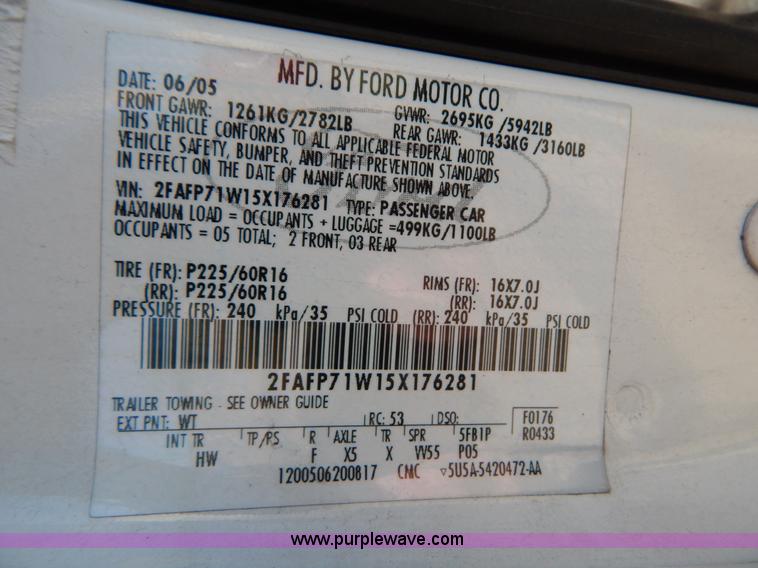 MFD. BY FORD MOTOR CO.
DATE: 06/05
GVWR: 2695KG /5942LB
FRONT GAWR: 1261KG/2782LB
REAR GAWR: 1433KG /3160LB
THIS VEHICLE CONFORMS TO ALL APPLICABLE FEDERAL MOTOR
VEHICLE SAFETY, BUMPER, AND THEFT PREVENTION STANDARDS
IN EFFECT ON THE DATE OF MANUFACTURE SHOWN ABOVE.
VIN: 2FAFP71W15X176281 TYPE: PASSENGER CAR
MAXIMUM LOAD = OCCUPANTS + LUGGAGE =499KG/1100LB
OCCUPANTS = 05 TOTAL; 2 FRONT, 03 REAR
TIRE (FR): P225/60R16 RIMS (FR): 16X7.0J
(RR): P225/60R16 (RR): 16X7.0J
PRESSURE (FR): 240 kPa/35 PSI COLD (RR): 240 kPa/35 PSI COLD
2FAFP71W15X176281
TRAILER TOWING - SEE OWNER GUIDE
EXT PNT: WT RC: 53 DSO: F0176
R0433
INT TR TP/PS R AXLE TR SPR 5FB1P
HW F X5 X VV55 P05
1200506200817 CMC ▽5U5A-5420472-AA
www.purplewave.com